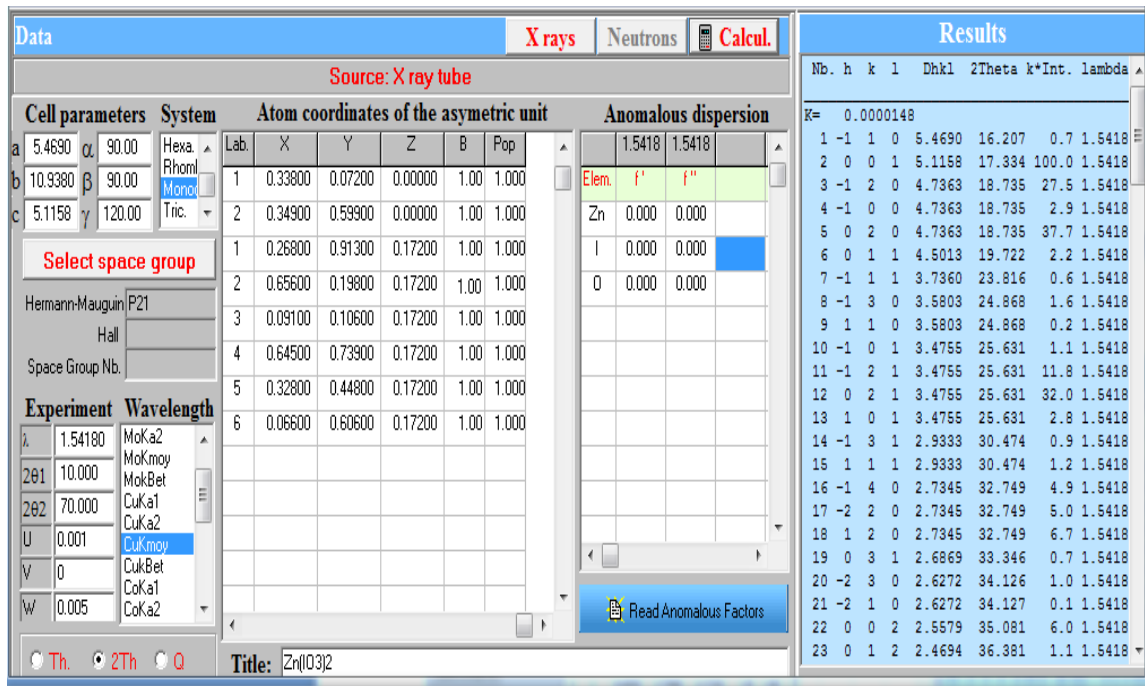 Data
X rays
Neutrons
Calcul.
Source: X ray tube
Cell parameters
System
a 5.4690 α 90.00
b 10.9380 β 90.00
c 5.1158 γ 120.00
Hexa.
Rhoml
Monoc
Tric.
Select space group
Hermann-Mauguin P21
Hall
Space Group Nb.
Experiment
λ 1.54180
2θ1 10.000
2θ2 70.000
U 0.001
V 0
W 0.005
Wavelength
MoKa2
MoKmoy
MokBet
CuKa1
CuKa2
CuKmoy
CukBet
CoKa1
CoKa2
Th. 2Th Q
Atom coordinates of the asymetric unit
Lab. X Y Z B Pop
1 0.33800 0.07200 0.00000 1.00 1.000
2 0.34900 0.59900 0.00000 1.00 1.000
1 0.26800 0.91300 0.17200 1.00 1.000
2 0.65600 0.19800 0.17200 1.00 1.000
3 0.09100 0.10600 0.17200 1.00 1.000
4 0.64500 0.73900 0.17200 1.00 1.000
5 0.32800 0.44800 0.17200 1.00 1.000
6 0.06600 0.60600 0.17200 1.00 1.000
Anomalous dispersion
1.5418 1.5418
Elem. f' f"
Zn 0.000 0.000
I 0.000 0.000
O 0.000 0.000
Read Anomalous Factors
Title: Zn(IO3)2
Results
Nb. h k l Dhkl 2Theta k*Int. lambda
K= 0.0000148
1 -1 1 0 5.4690 16.207 0.7 1.5418
2 0 0 1 5.1158 17.334 100.0 1.5418
3 -1 2 0 4.7363 18.735 27.5 1.5418
4 -1 0 0 4.7363 18.735 2.9 1.5418
5 0 2 0 4.7363 18.735 37.7 1.5418
6 0 1 1 4.5013 19.722 2.2 1.5418
7 -1 1 1 3.7360 23.816 0.6 1.5418
8 -1 3 0 3.5803 24.868 1.6 1.5418
9 1 1 0 3.5803 24.868 0.2 1.5418
10 -1 0 1 3.4755 25.631 1.1 1.5418
11 -1 2 1 3.4755 25.631 11.8 1.5418
12 0 2 1 3.4755 25.631 32.0 1.5418
13 1 0 1 3.4755 25.631 2.8 1.5418
14 -1 3 1 2.9333 30.474 0.9 1.5418
15 1 1 1 2.9333 30.474 1.2 1.5418
16 -1 4 0 2.7345 32.749 4.9 1.5418
17 -2 2 0 2.7345 32.749 5.0 1.5418
18 1 2 0 2.7345 32.749 6.7 1.5418
19 0 3 1 2.6869 33.346 0.7 1.5418
20 -2 3 0 2.6272 34.126 1.0 1.5418
21 -2 1 0 2.6272 34.127 0.1 1.5418
22 0 0 2 2.5579 35.081 6.0 1.5418
23 0 1 2 2.4694 36.381 1.1 1.5418